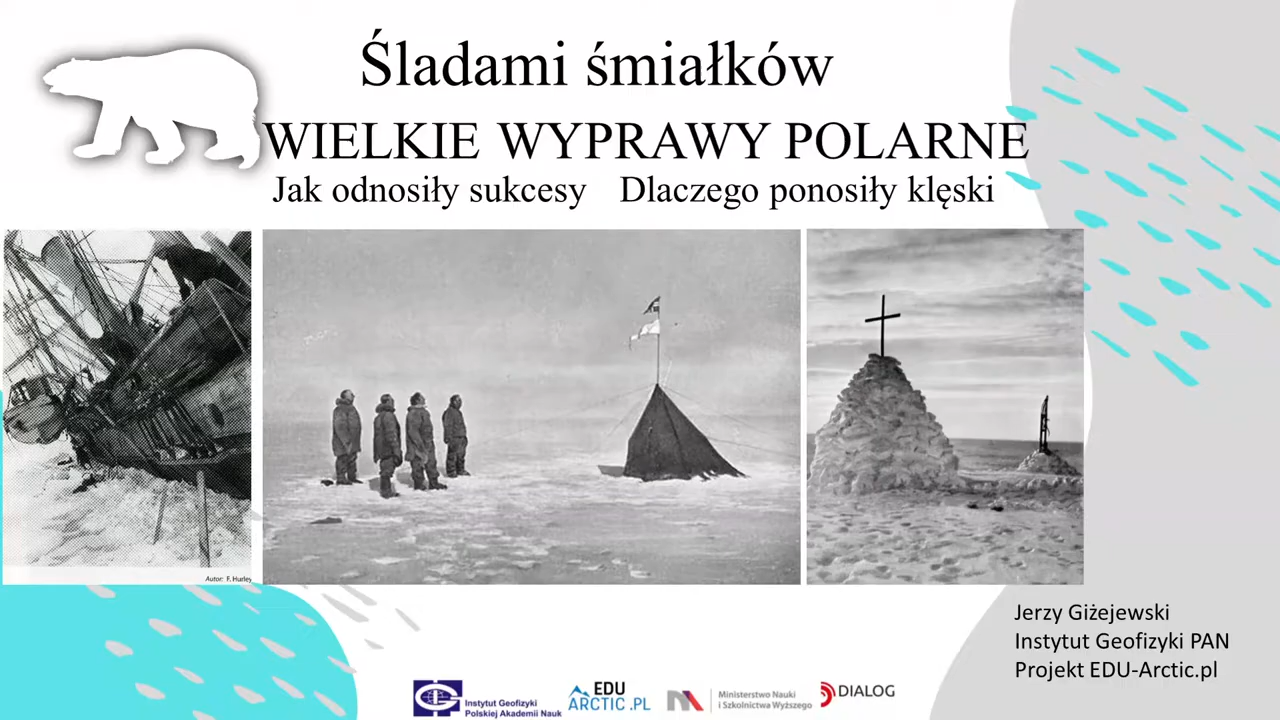 Śladami śmiałków
WIELKIE WYPRAWY POLARNE
Jak odnosiły sukcesy Dlaczego ponosiły klęski
Autor: F. Hurley
Jerzy Giżejewski
Instytut Geofizyki PAN
Projekt EDU-Arctic.pl
Instytut Geofizyki
Polskiej Akademii Nauk
EDU
ARCTIC.PL
Ministerstwo Nauki
i Szkolnictwa Wyższego
DIALOG